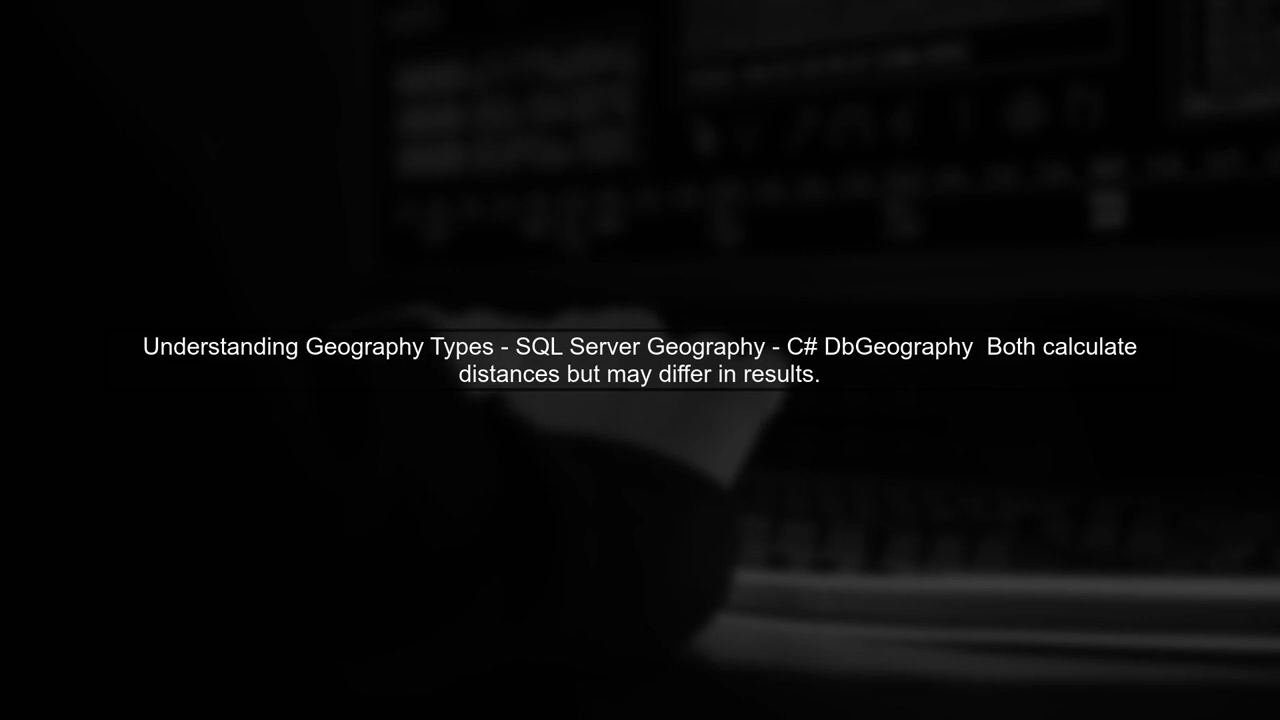 Understanding Geography Types - SQL Server Geography - C# DbGeography  Both calculate
distances but may differ in results.